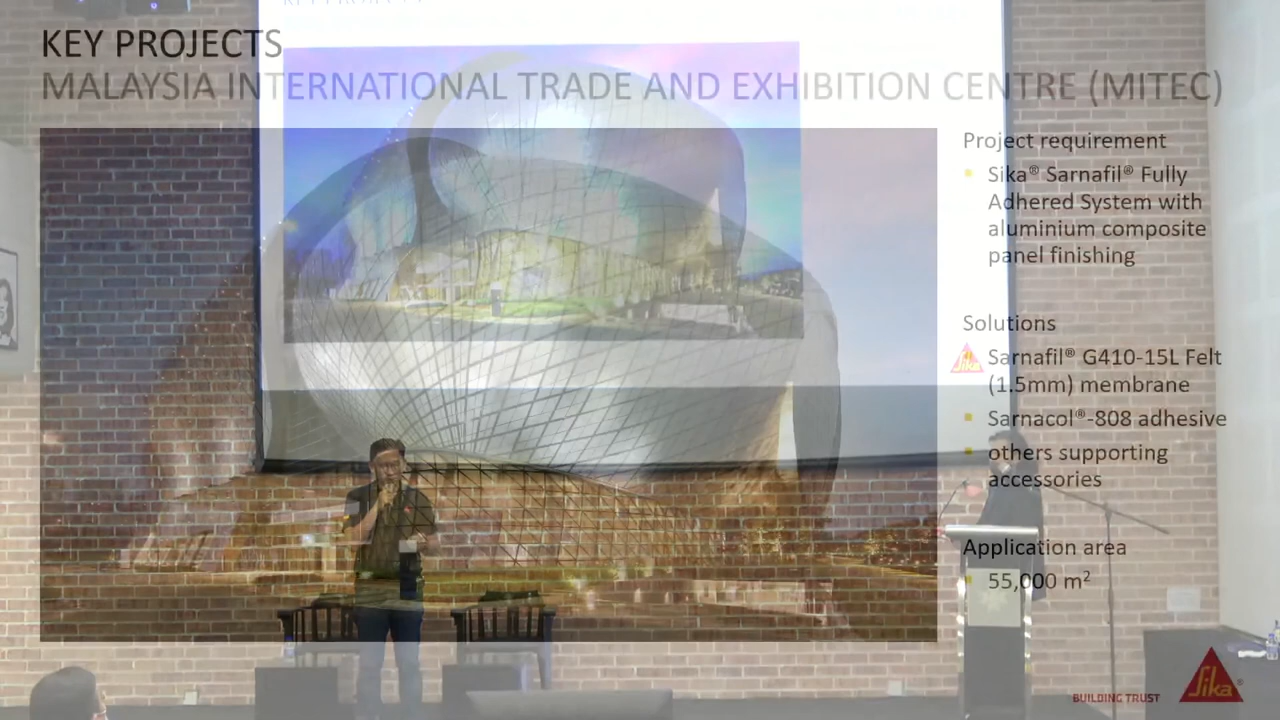 KEY PROJECTS
MALAYSIA INTERNATIONAL TRADE AND EXHIBITION CENTRE (MITEC)
Project requirement
Sika® Sarnafil® Fully
Adhered System with
aluminium composite
panel finishing
Solutions
Sarnafil® G410-15L Felt
(1.5mm) membrane
Sarnacol®-808 adhesive
others supporting
accessories
Application area
55,000 m²
BUILDING TRUST
Sika®